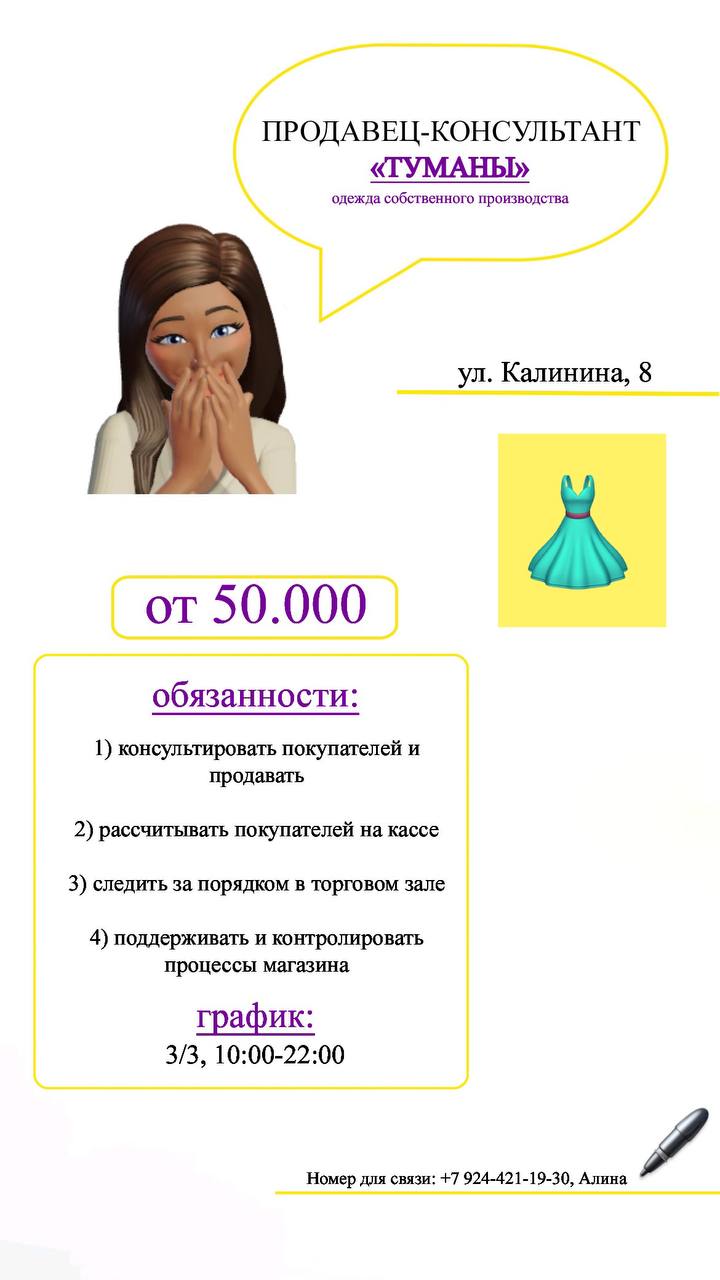 ПРОДАВЕЦ-КОНСУЛЬТАНТ
«ТУМАНЫ»
одежда собственного производства
ул. Калинина, 8
от 50.000
обязанности:
1) консультировать покупателей и
продавать
2) рассчитывать покупателей на кассе
3) следить за порядком в торговом зале
4) поддерживать и контролировать
процессы магазина
график:
3/3, 10:00-22:00
Номер для связи: +7 924-421-19-30, Алина